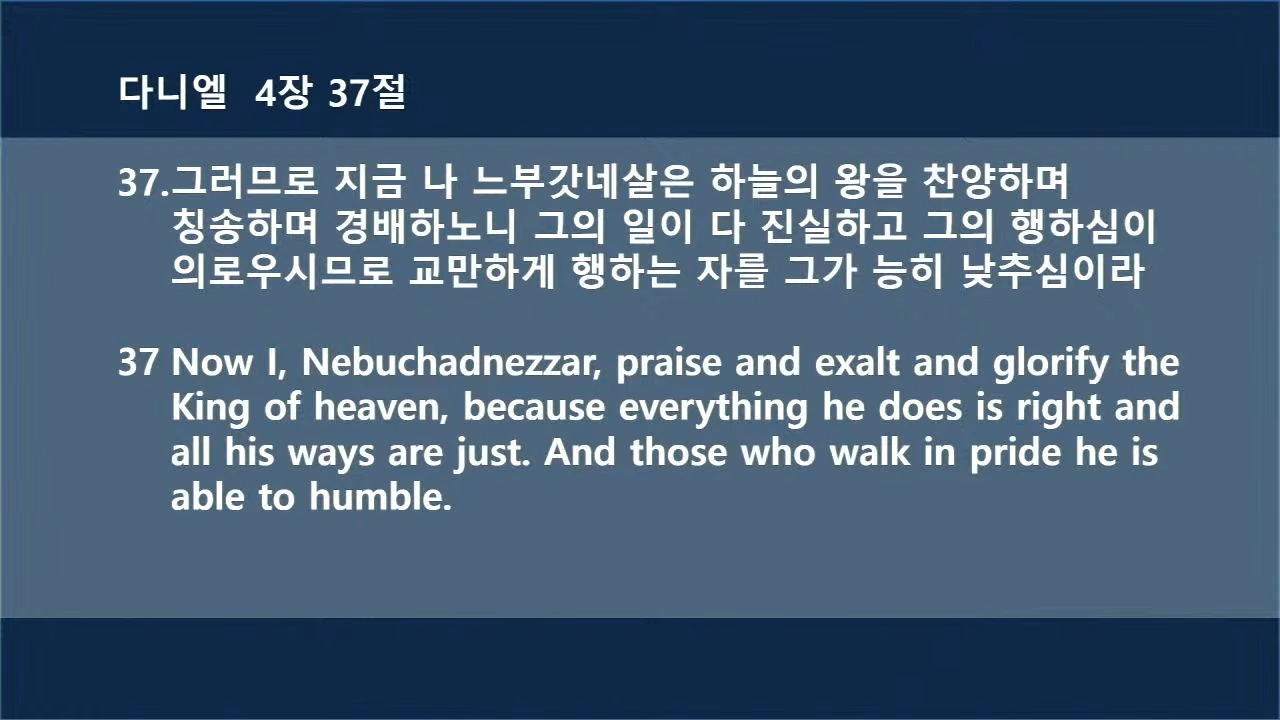 다니엘 4장 37절
37.그러므로 지금 나 느부갓네살은 하늘의 왕을 찬양하며
칭송하며 경배하노니 그의 일이 다 진실하고 그의 행하심이
의로우시므로 교만하게 행하는 자를 그가 능히 낮추심이라
37 Now I, Nebuchadnezzar, praise and exalt and glorify the
King of heaven, because everything he does is right and
all his ways are just. And those who walk in pride he is
able to humble.